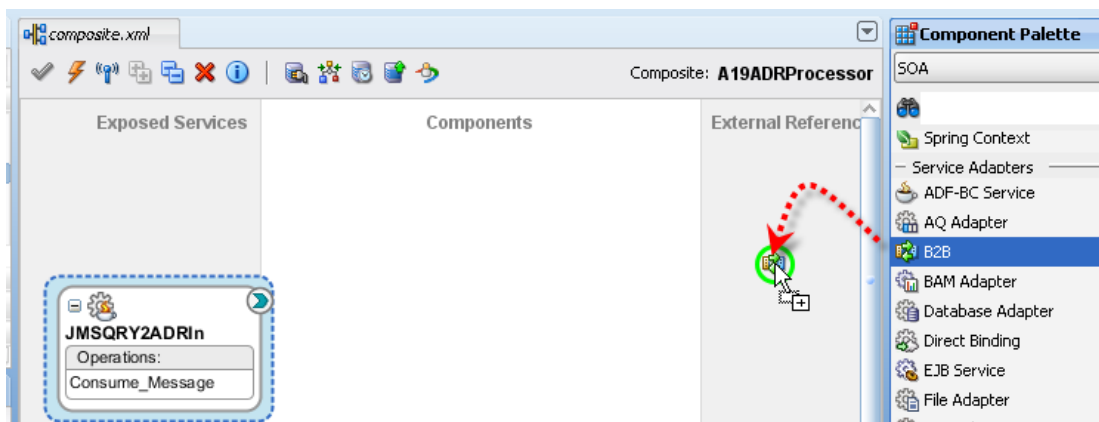 composite.xml
Composite: A19ADRProcessor
Exposed Services
Components
External Referenc
JMSQRY2ADRIn
Operations:
Consume_Message
Component Palette
SOA
Spring Context
Service Adapters
ADF-BC Service
AQ Adapter
B2B
BAM Adapter
Database Adapter
Direct Binding
EJB Service
File Adapter